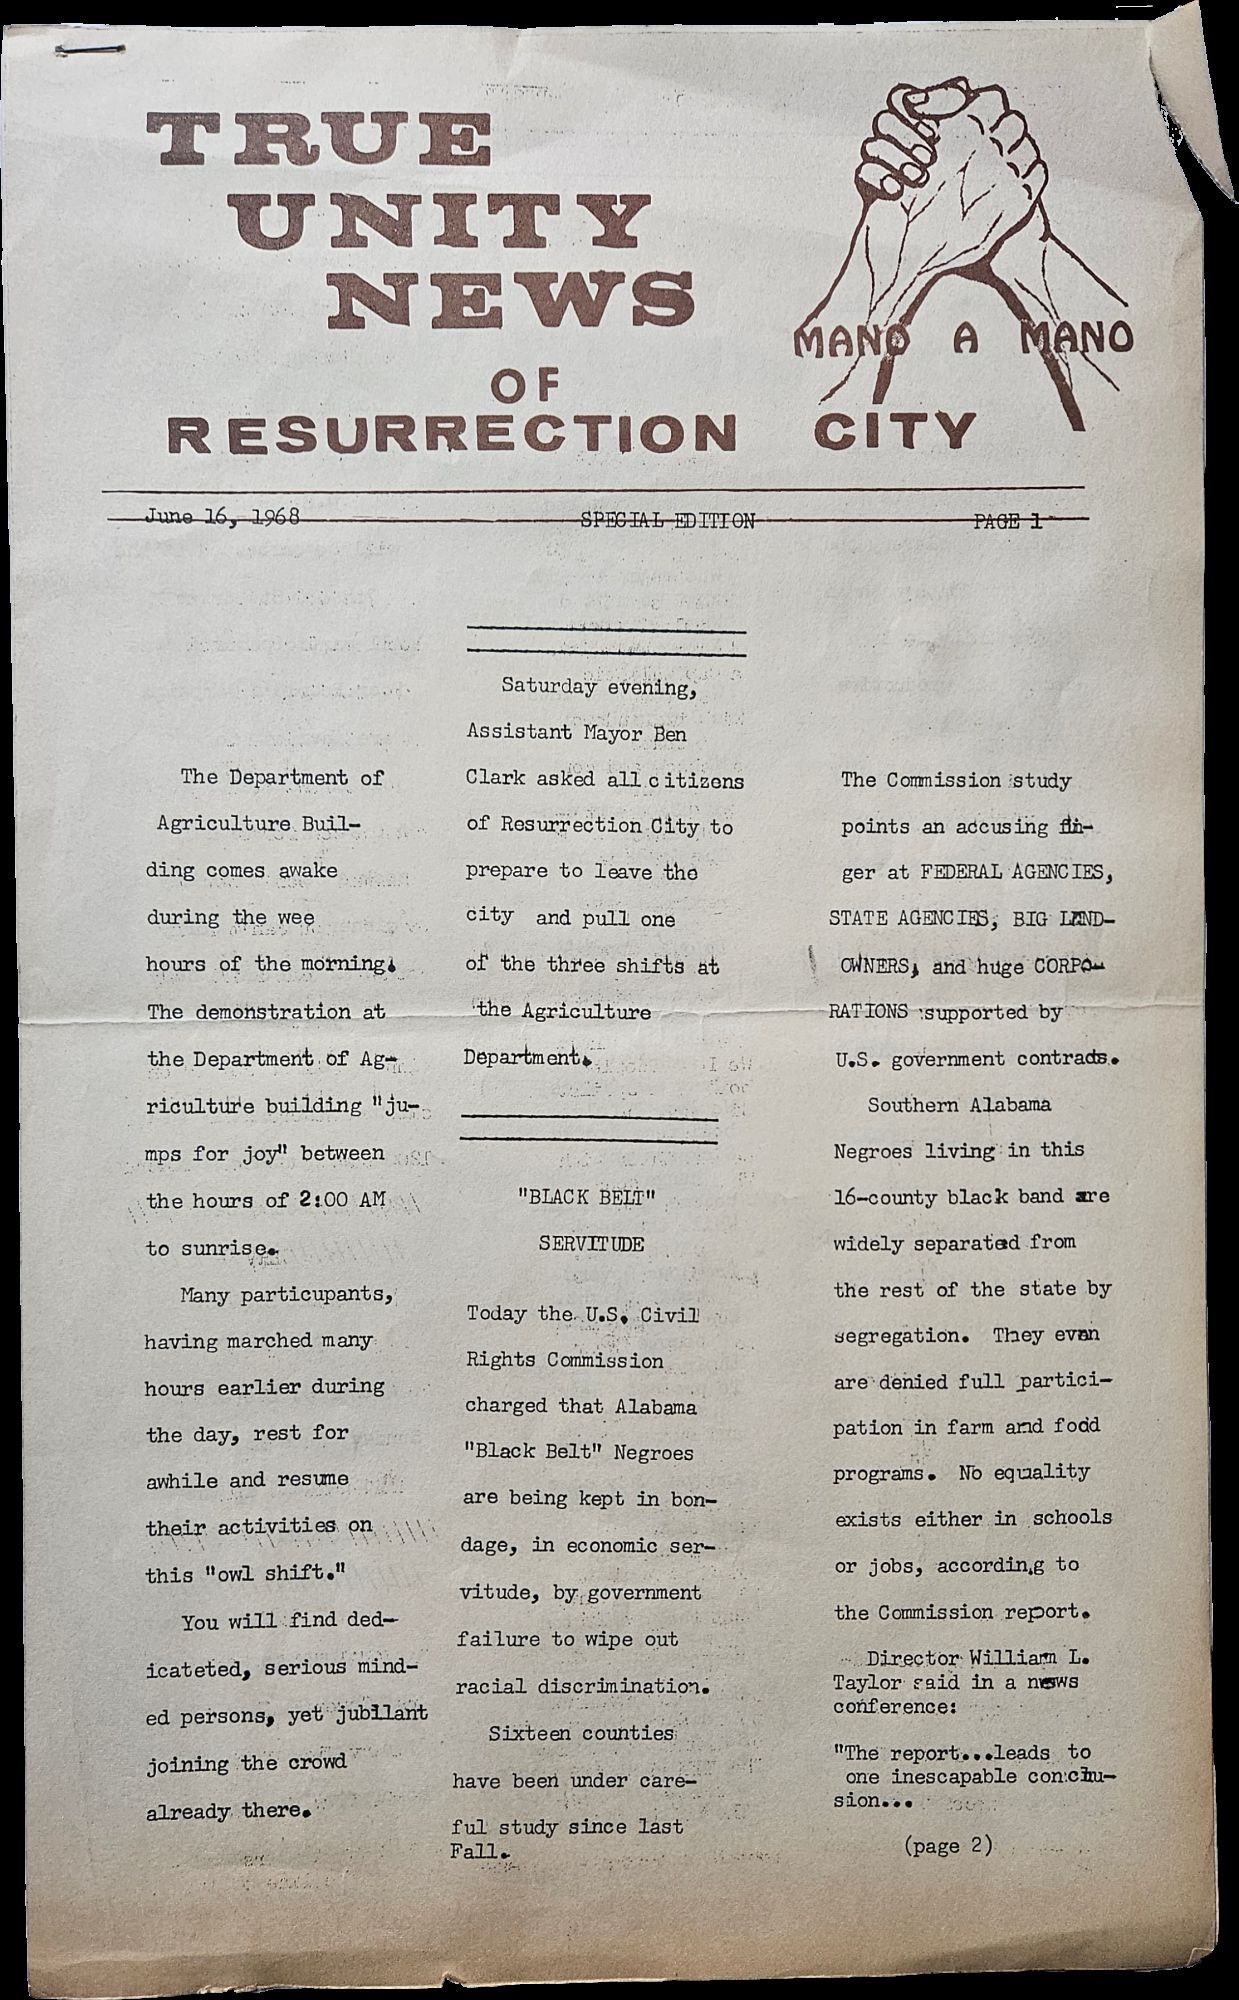 TRUE
UNITY
NEWS
MANO A MANO
OF
RESURRECTION CITY
June 16, 1968 SPECIAL EDITION PAGE 1
The Department of
Agriculture Buil-
ding comes awake
during the wee
hours of the morning.
The demonstration at
the Department of Ag-
riculture building "ju-
mps for joy" between
the hours of 2:00 AM
to sunrise.
Many particupants,
having marched many
hours earlier during
the day, rest for
awhile and resume
their activities on
this "owl shift."
You will find ded-
icateted, serious mind-
ed persons, yet jubilant
joining the crowd
already there.
Saturday evening,
Assistant Mayor Ben
Clark asked all citizens
of Resurrection City to
prepare to leave the
city and pull one
of the three shifts at
the Agriculture
Department.
"BLACK BELT"
SERVITUDE
Today the U.S. Civil
Rights Commission
charged that Alabama
"Black Belt" Negroes
are being kept in bon-
dage, in economic ser-
vitude, by government
failure to wipe out
racial discrimination.
Sixteen counties
have been under care-
ful study since last
Fall.
The Commission study
points an accusing fin-
ger at FEDERAL AGENCIES,
STATE AGENCIES, BIG LAND-
OWNERS, and huge CORPO-
RATIONS supported by
U.S. government contracts.
Southern Alabama
Negroes living in this
16-county black band are
widely separated from
the rest of the state by
segregation. They even
are denied full partici-
pation in farm and fodd
programs. No equality
exists either in schools
or jobs, according to
the Commission report.
Director William L.
Taylor said in a news
conference:
"The report...leads to
one inescapable conclu-
sion...
(page 2)